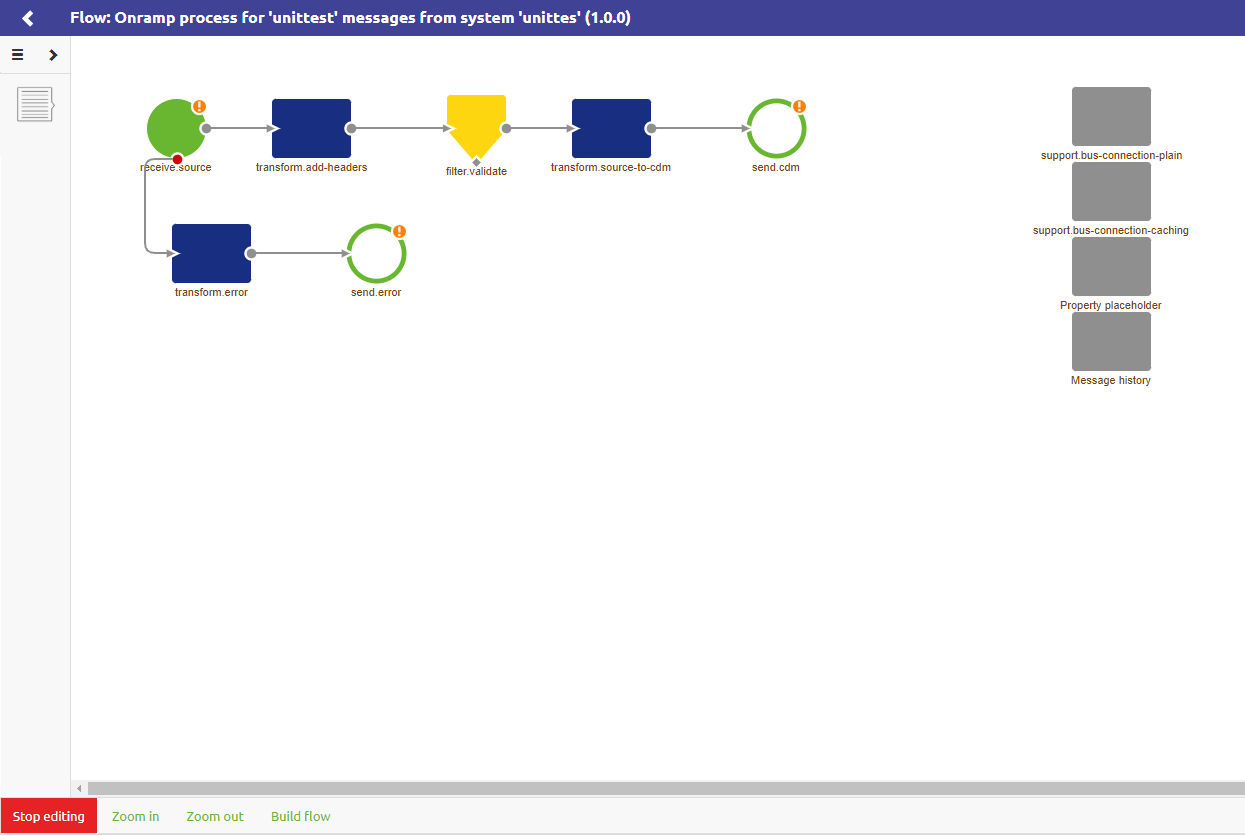 Flow: Onramp process for 'unittest' messages from system 'unittes' (1.0.0)
receive.source
transform.add-headers
filter.validate
transform.source-to-cdm
send.cdm
transform.error
send.error
support.bus-connection-plain
support.bus-connection-caching
Property placeholder
Message history
Stop editing
Zoom in
Zoom out
Build flow